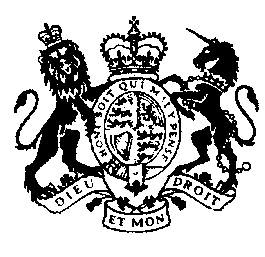 HONI SOIT QUI MAL Y PENSE
DIEU ET MON DROIT